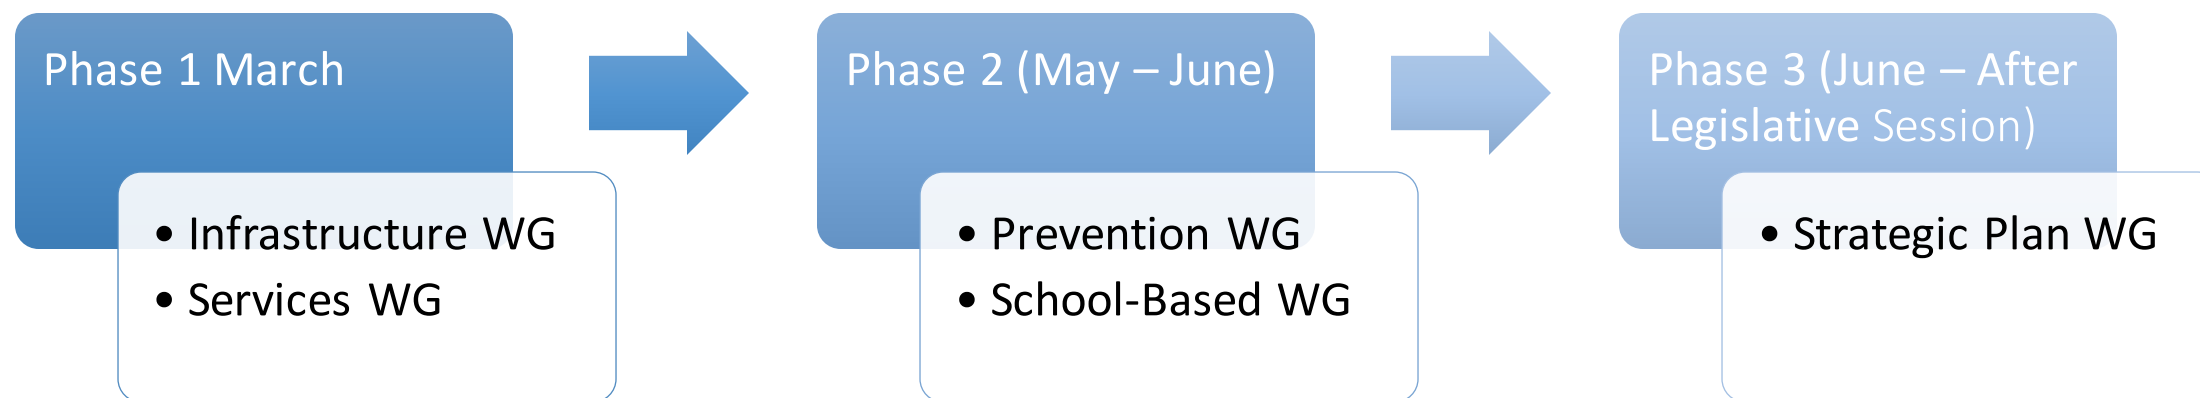 Phase 1 March
• Infrastructure WG
• Services WG
Phase 2 (May – June)
• Prevention WG
• School-Based WG
Phase 3 (June – After
Legislative Session)
• Strategic Plan WG